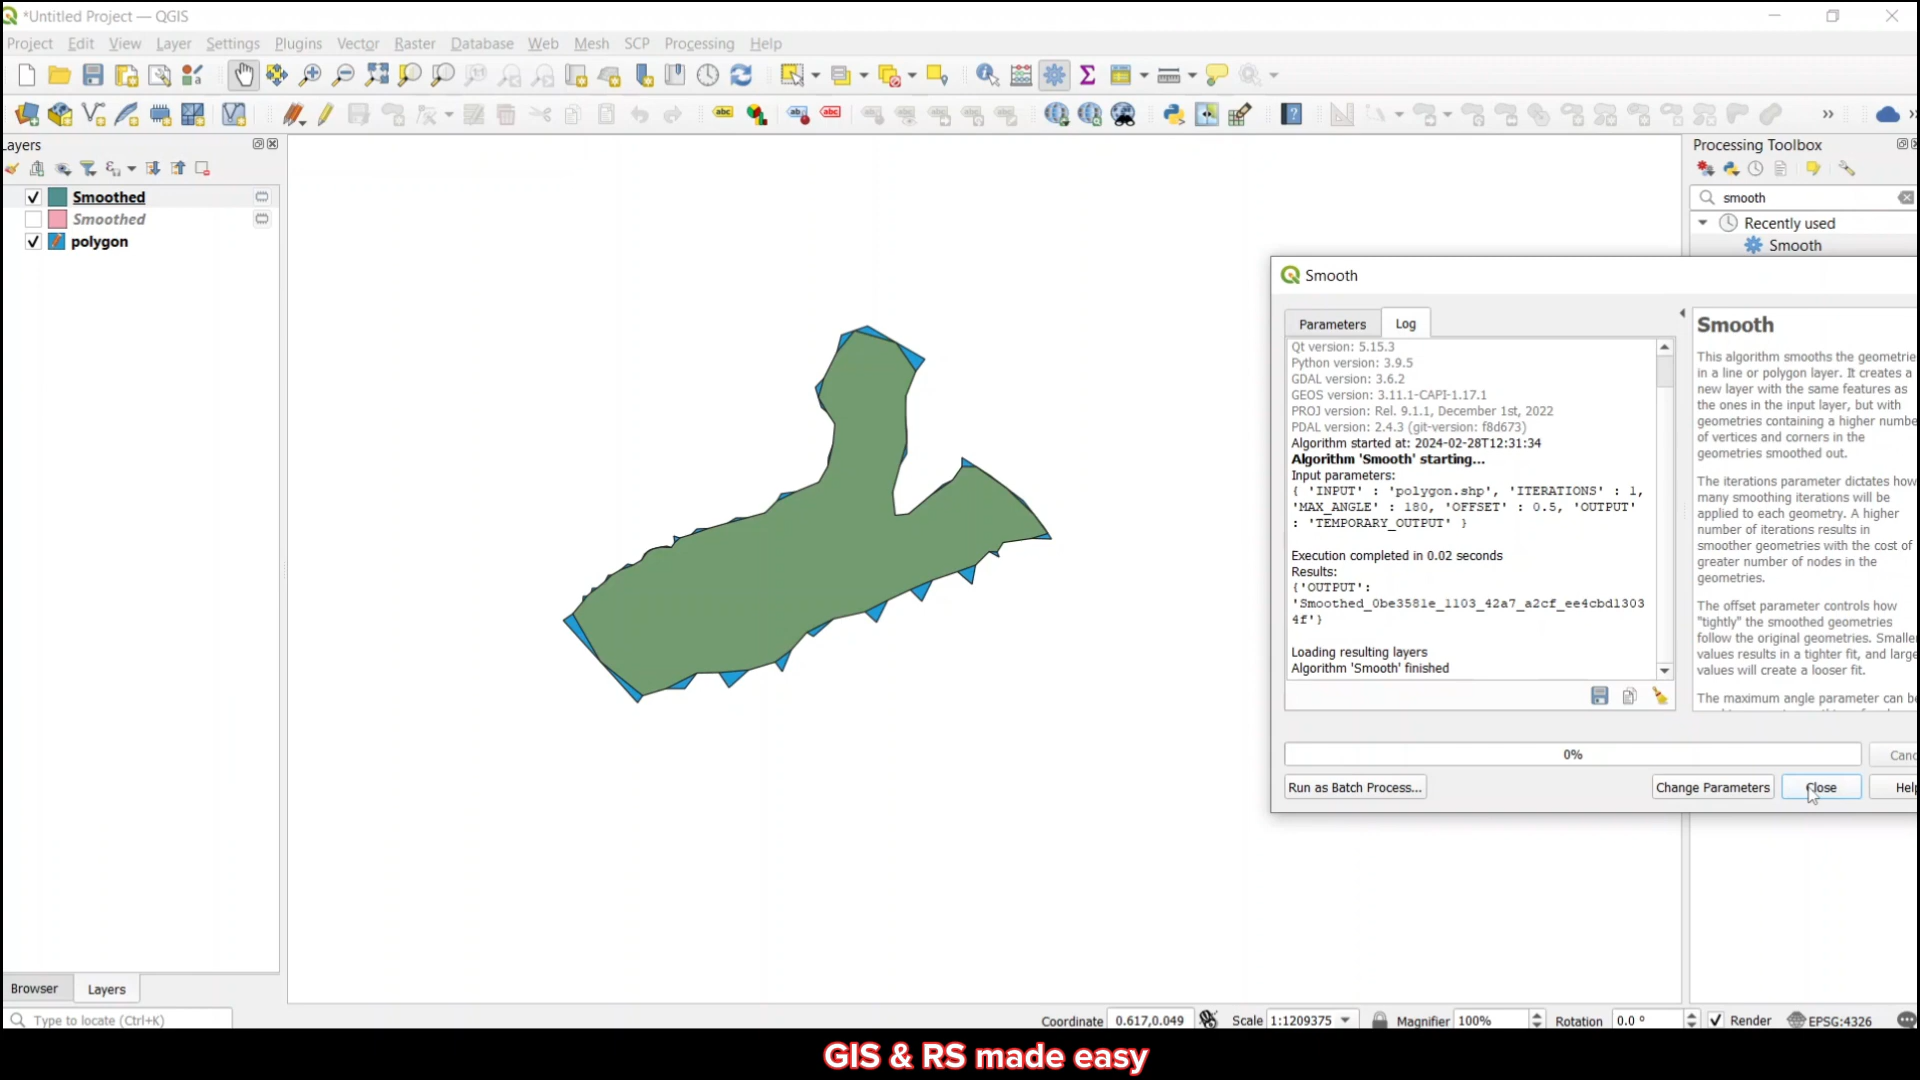 *Untitled Project — QGIS
Project Edit View Layer Settings Plugins Vector Raster Database Web Mesh SCP Processing Help
abc abc abc
ayers
Smoothed
Smoothed
polygon
Processing Toolbox
smooth
Recently used
Smooth
Smooth
Parameters Log
Qt version: 5.15.3
Python version: 3.9.5
GDAL version: 3.6.2
GEOS version: 3.11.1-CAPI-1.17.1
PROJ version: Rel. 9.1.1, December 1st, 2022
PDAL version: 2.4.3 (git-version: f8d673)
Algorithm started at: 2024-02-28T12:31:34
Algorithm 'Smooth' starting...
Input parameters:
{ 'INPUT' : 'polygon.shp', 'ITERATIONS' : 1,
'MAX_ANGLE' : 180, 'OFFSET' : 0.5, 'OUTPUT'
: 'TEMPORARY_OUTPUT' }
Execution completed in 0.02 seconds
Results:
{'OUTPUT':
'Smoothed_0be3581e_1103_42a7_a2cf_ee4cbd1303
4f'}
Loading resulting layers
Algorithm 'Smooth' finished
Smooth
This algorithm smooths the geometrie
in a line or polygon layer. It creates a
new layer with the same features as
the ones in the input layer, but with
geometries containing a higher numbe
of vertices and corners in the
geometries smoothed out.
The iterations parameter dictates how
many smoothing iterations will be
applied to each geometry. A higher
number of iterations results in
smoother geometries with the cost of
greater number of nodes in the
geometries.
The offset parameter controls how
"tightly" the smoothed geometries
follow the original geometries. Smaller
values results in a tighter fit, and large
values will create a looser fit.
The maximum angle parameter can be
0% Canc
Run as Batch Process... Change Parameters Close Help
Browser Layers
Type to locate (Ctrl+K) Coordinate 0.617,0.049 Scale 1:1209375 Magnifier 100% Rotation 0.0 ° Render EPSG:4326
GIS & RS made easy